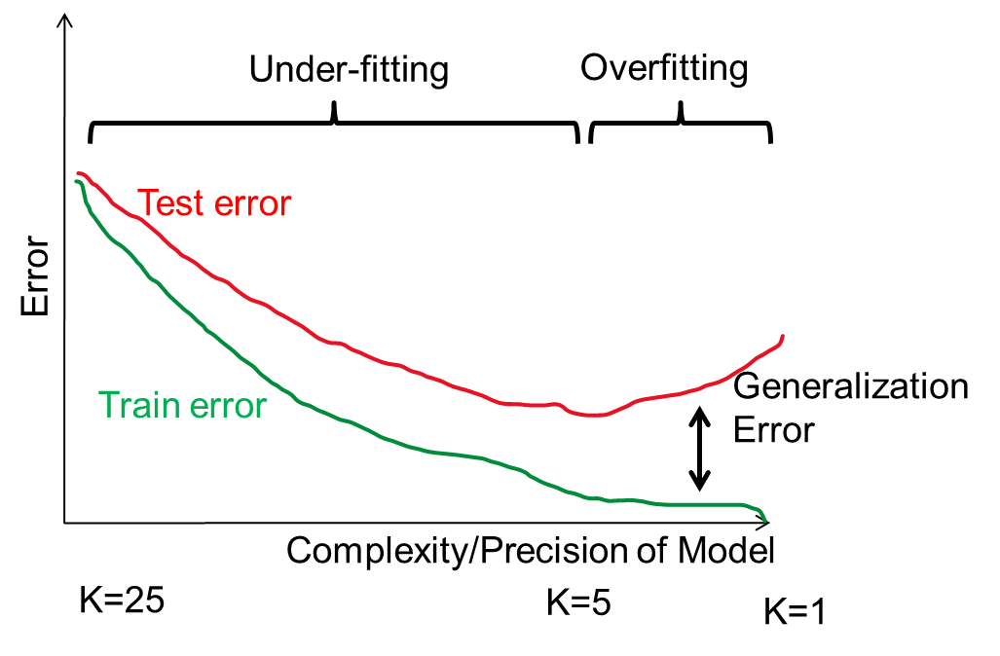 Under-fitting
Overfitting
Test error
Error
Train error
Generalization
Error
Complexity/Precision of Model
K=25
K=5
K=1